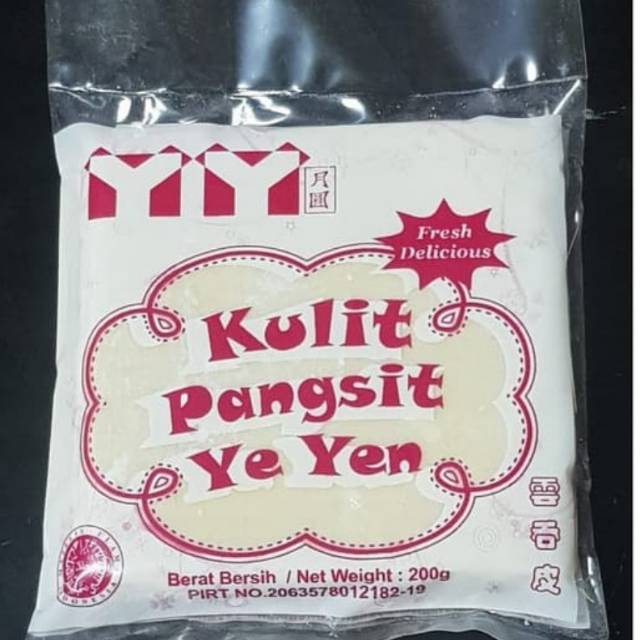 YY
月
圓
Fresh
Delicious
Kulit
Pangsit
Ye Yen
雲
吞
皮
Berat Bersih / Net Weight : 200g
PIRT NO.2063578012182-19